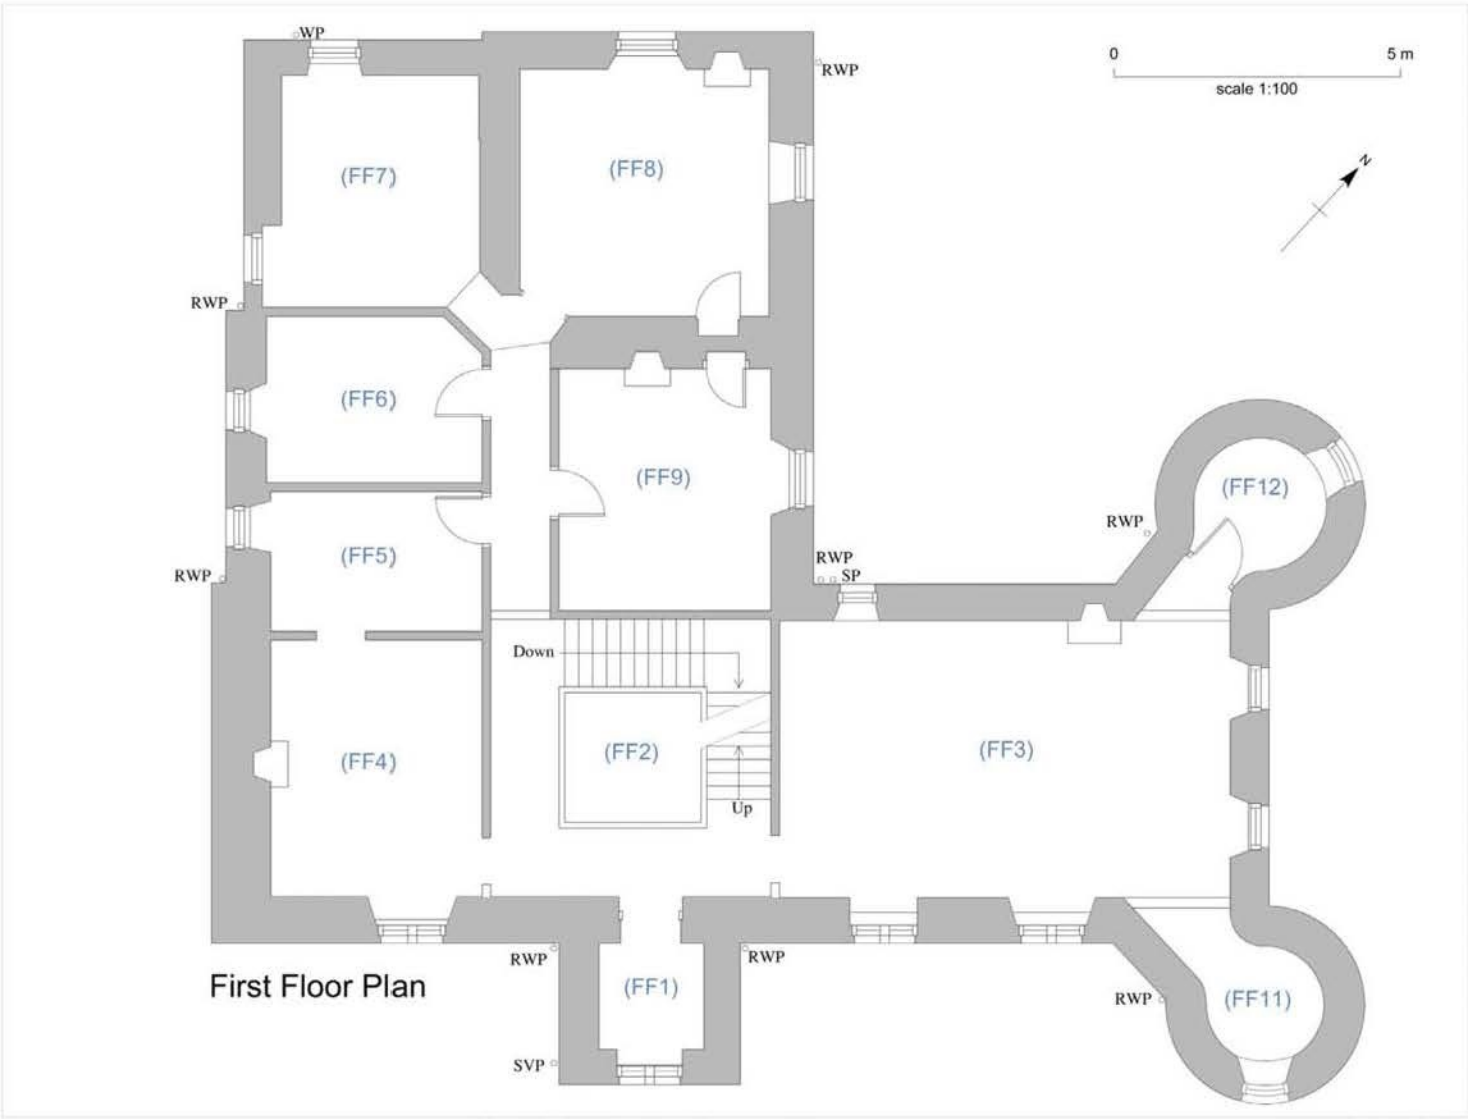 WP
0 5 m
RWP
scale 1:100
N
(FF7)
(FF8)
RWP
(FF6)
(FF9)
(FF12)
RWP
(FF5)
RWP
RWP
SP
Down
(FF2)
(FF3)
(FF4)
Up
RWP
RWP
First Floor Plan
(FF1)
RWP
(FF11)
SVP